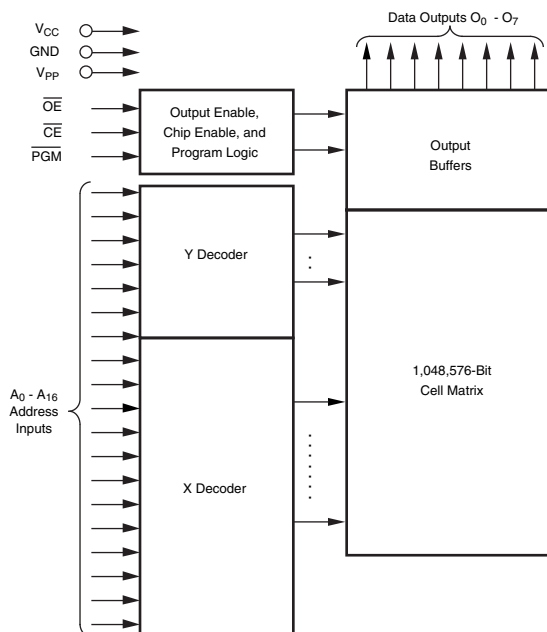 Data Outputs O0 - O7
VCC
GND
VPP
OE
CE
PGM
Output Enable,
Chip Enable, and
Program Logic
Output
Buffers
Y Decoder
1,048,576-Bit
Cell Matrix
A0 - A16
Address
Inputs
X Decoder